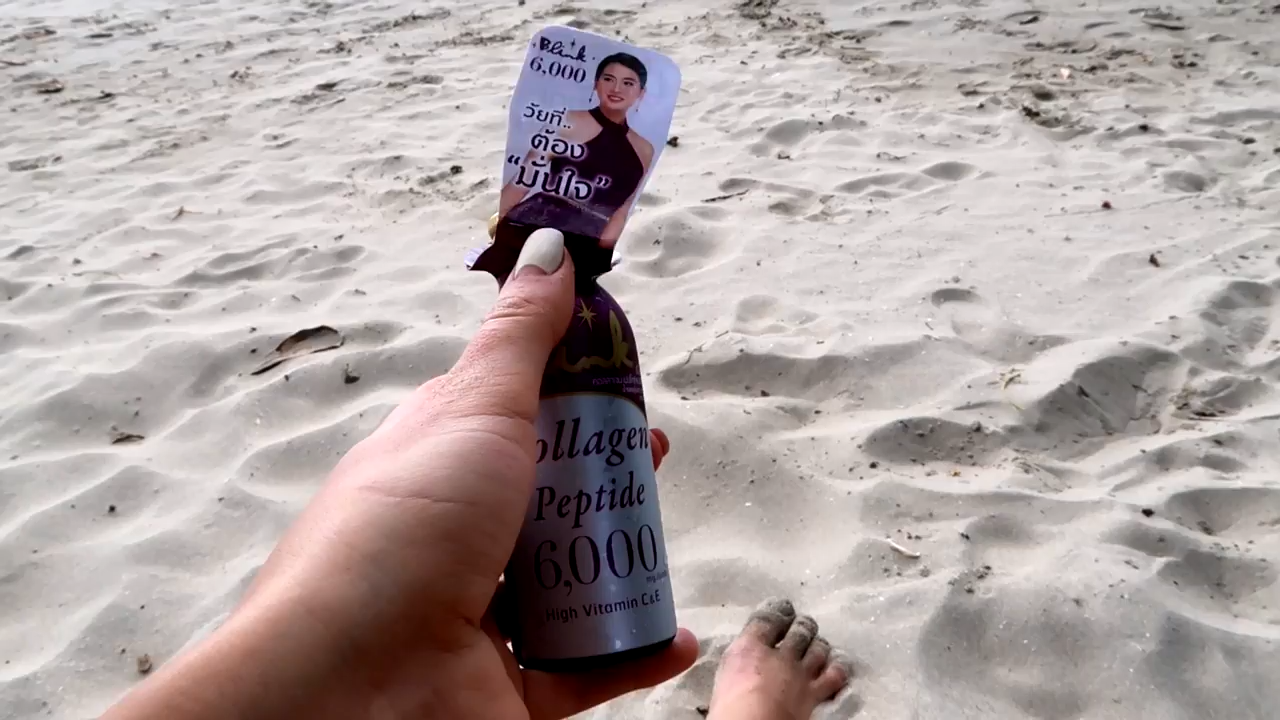 Blink
6,000
วัยที่..
ต้อง
“มั่นใจ”
ink
ollagen
Peptide
6,000
High Vitamin C&E